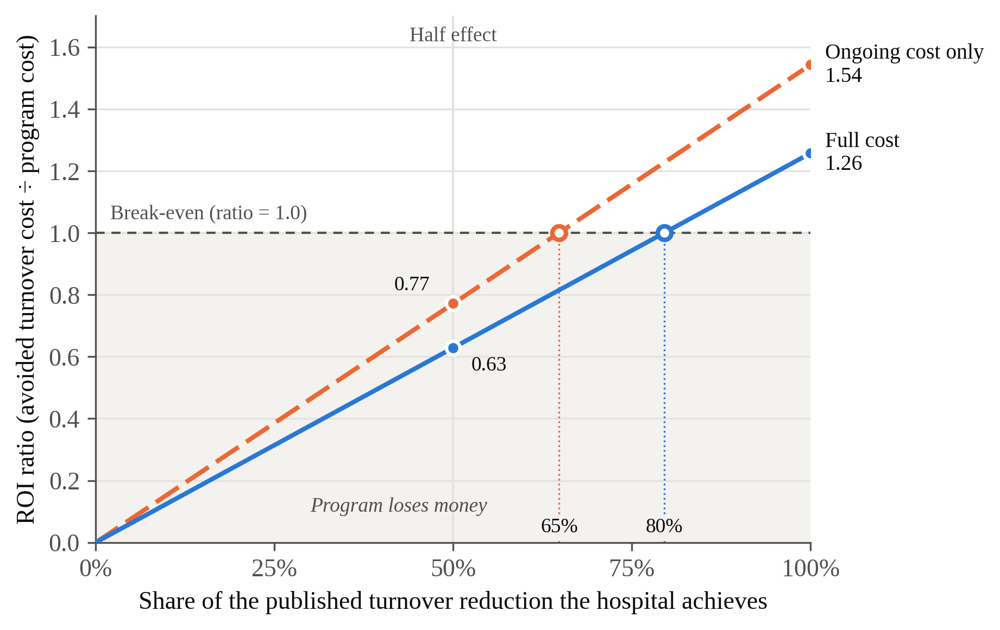 Half effect
ROI ratio (avoided turnover cost ÷ program cost)
1.6
1.4
1.2
1.0
0.8
0.6
0.4
0.2
0.0
Ongoing cost only
1.54
Full cost
1.26
Break-even (ratio = 1.0)
0.77
0.63
Program loses money
65%
80%
0%
25%
50%
75%
100%
Share of the published turnover reduction the hospital achieves